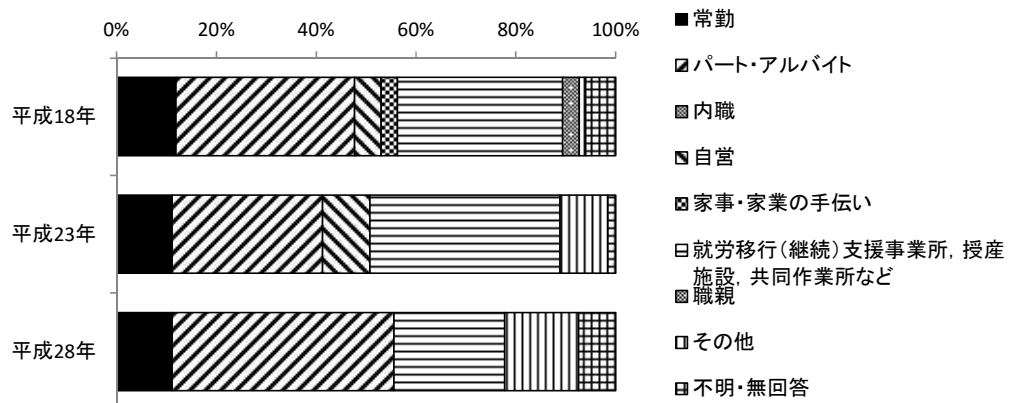 0% 20% 40% 60% 80% 100%
平成18年
平成23年
平成28年
常勤
パート・アルバイト
内職
自営
家事・家業の手伝い
就労移行(継続)支援事業所, 授産
施設, 共同作業所など
職親
その他
不明・無回答